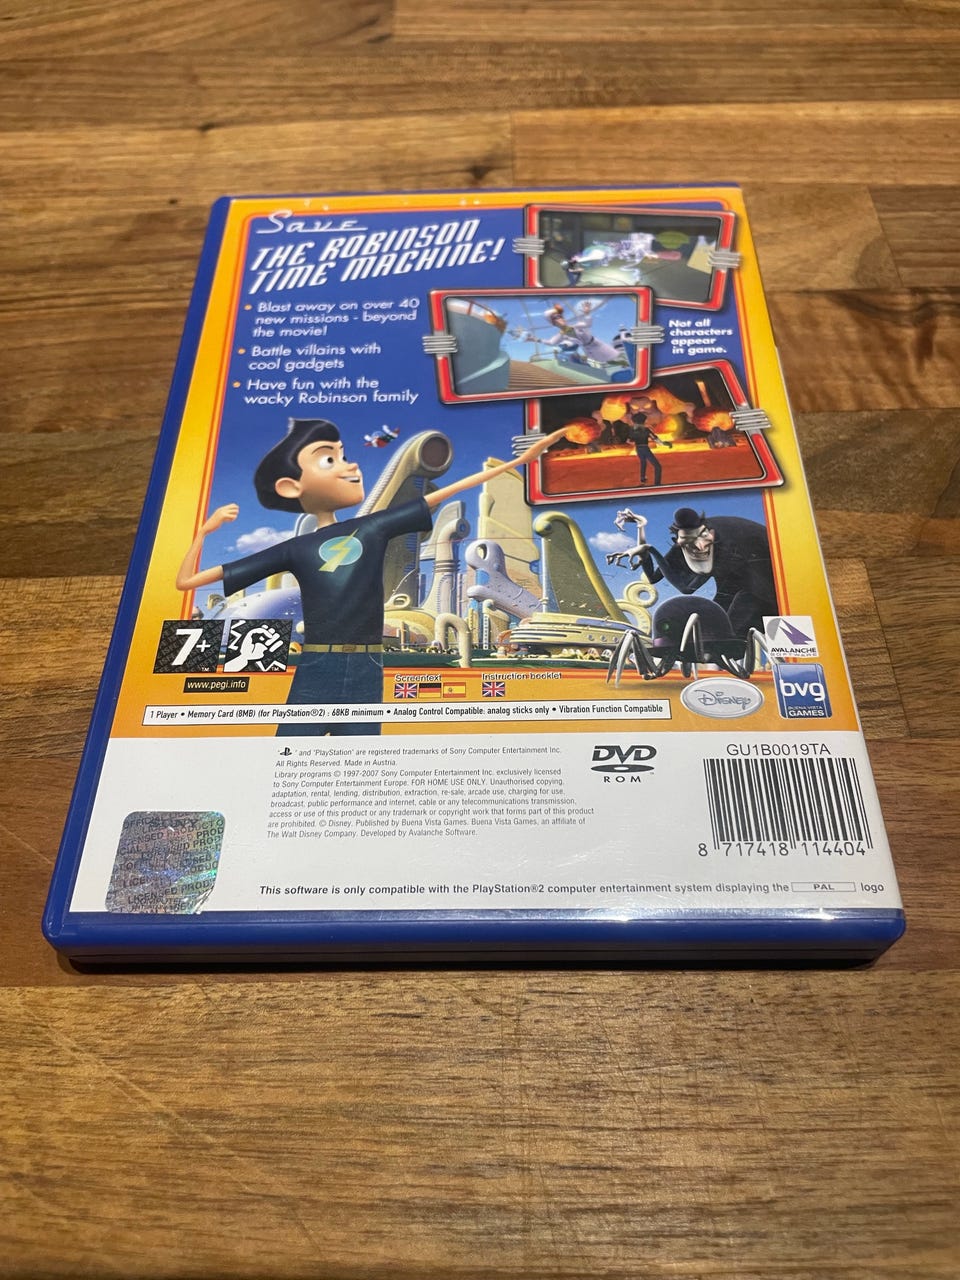 Save
THE ROBINSON
TIME MACHINE!
• Blast away on over 40
new missions - beyond
the movie!
• Battle villains with
cool gadgets
• Have fun with the
wacky Robinson family
Not all
characters
appear
in game.
7+
TM
TM
www.pegi.info
Screentext
Instruction booklet
AVALANCHE
SOFTWARE
Disney
bvg
BUENA VISTA
GAMES
1 Player • Memory Card (8MB) (for PlayStation®2) : 68KB minimum • Analog Control Compatible: analog sticks only • Vibration Function Compatible
" and "PlayStation" are registered trademarks of Sony Computer Entertainment Inc.
All Rights Reserved. Made in Austria.
Library programs © 1997-2007 Sony Computer Entertainment Inc. exclusively licensed
to Sony Computer Entertainment Europe. FOR HOME USE ONLY. Unauthorised copying,
adaptation, rental, lending, distribution, extraction, re-sale, arcade use, charging for use,
broadcast, public performance and internet, cable or any telecommunications transmission,
access or use of this product or any trademark or copyright work that forms part of this product
are prohibited. © Disney. Published by Buena Vista Games. Buena Vista Games, an affiliate of
The Walt Disney Company. Developed by Avalanche Software.
DVD
ROM
GU1B0019TA
8 717418 114404
This software is only compatible with the PlayStation®2 computer entertainment system displaying the PAL logo